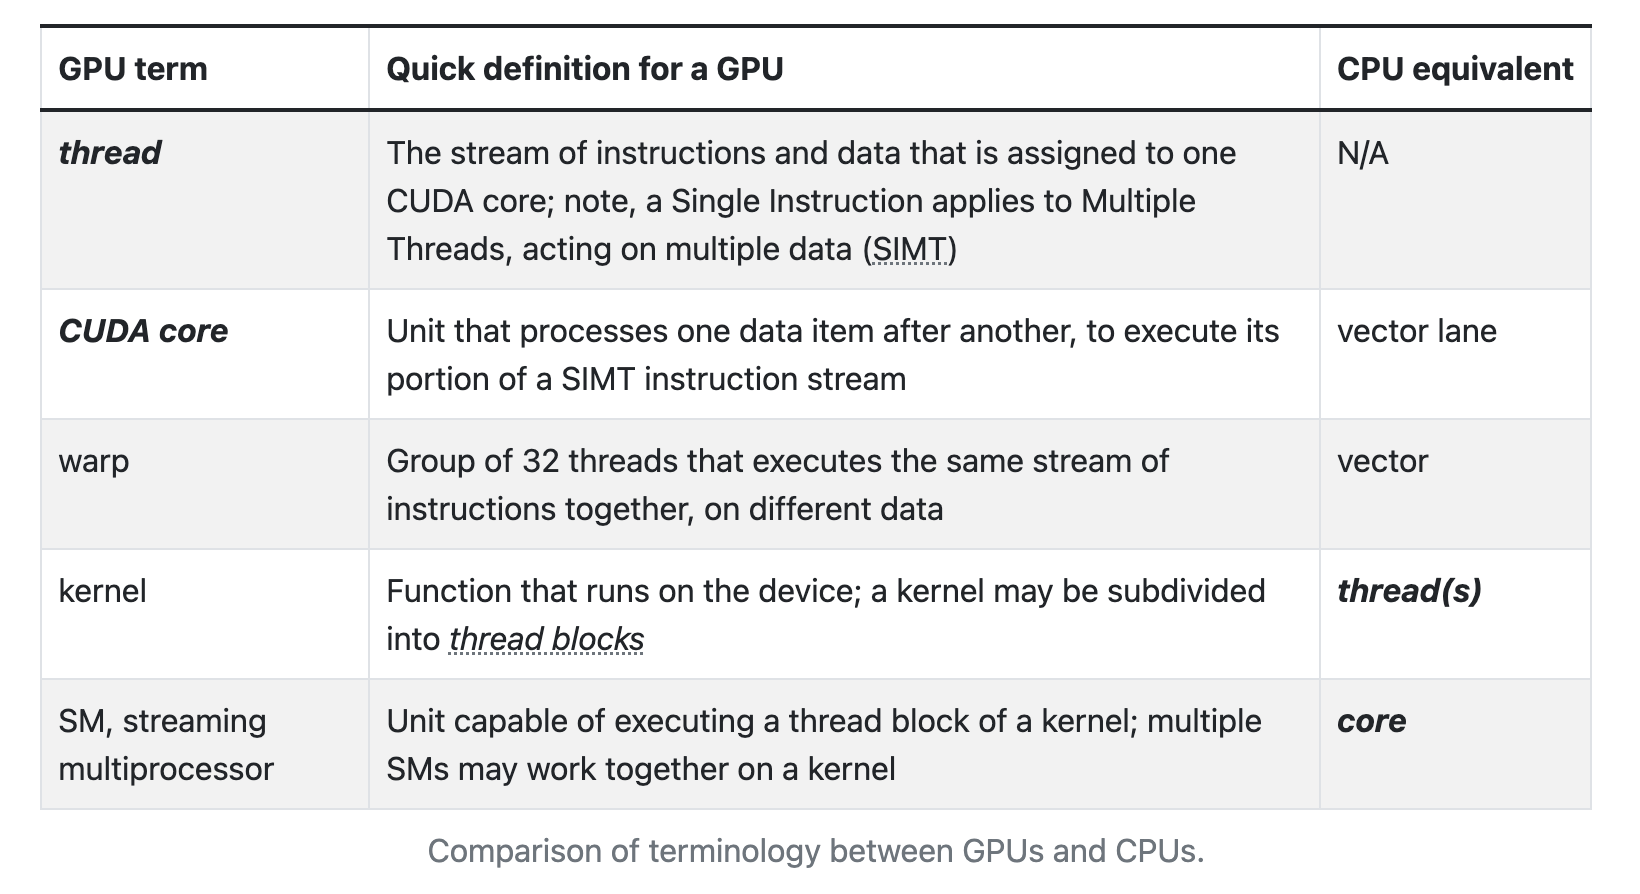 GPU term
Quick definition for a GPU
CPU equivalent
thread
The stream of instructions and data that is assigned to one
CUDA core; note, a Single Instruction applies to Multiple
Threads, acting on multiple data (SIMT)
N/A
CUDA core
Unit that processes one data item after another, to execute its
portion of a SIMT instruction stream
vector lane
warp
Group of 32 threads that executes the same stream of
instructions together, on different data
vector
kernel
Function that runs on the device; a kernel may be subdivided
into thread blocks
thread(s)
SM, streaming
multiprocessor
Unit capable of executing a thread block of a kernel; multiple
SMs may work together on a kernel
core
Comparison of terminology between GPUs and CPUs.